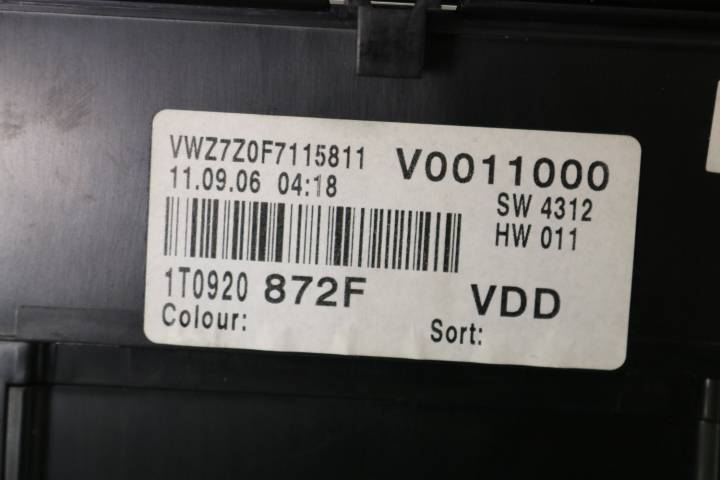 VWZ7Z0F7115811 V0011000
11.09.06 04:18 SW 4312
HW 011
1T0920 872F VDD
Colour: Sort: